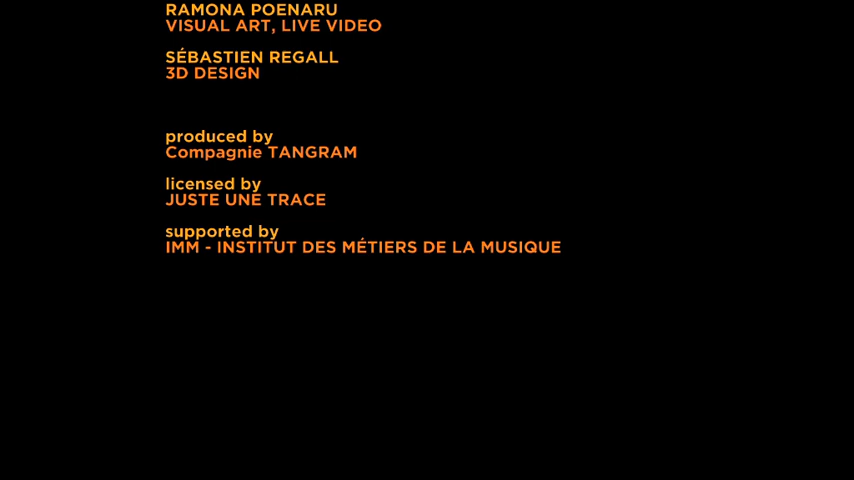 RAMONA POENARU
VISUAL ART, LIVE VIDEO
SÉBASTIEN REGALL
3D DESIGN
produced by
Compagnie TANGRAM
licensed by
JUSTE UNE TRACE
supported by
IMM - INSTITUT DES MÉTIERS DE LA MUSIQUE